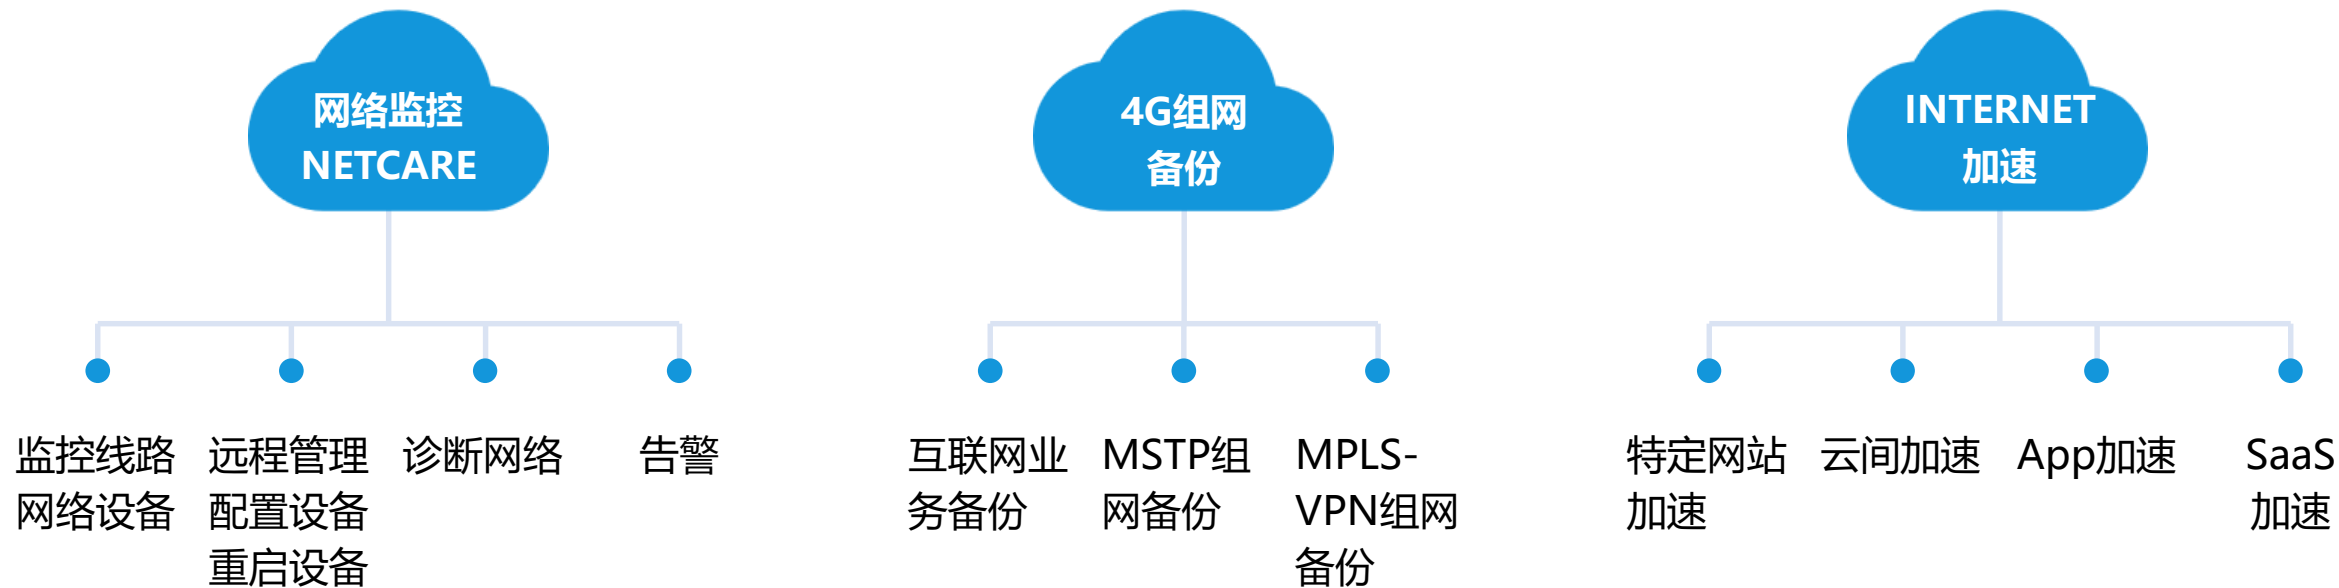 网络监控
NETCARE
4G组网
备份
INTERNET
加速
监控线路
网络设备
远程管理
配置设备
重启设备
诊断网络
告警
互联网业
务备份
MSTP组
网备份
MPLS-
VPN组网
备份
特定网站
加速
云间加速
App加速
SaaS
加速